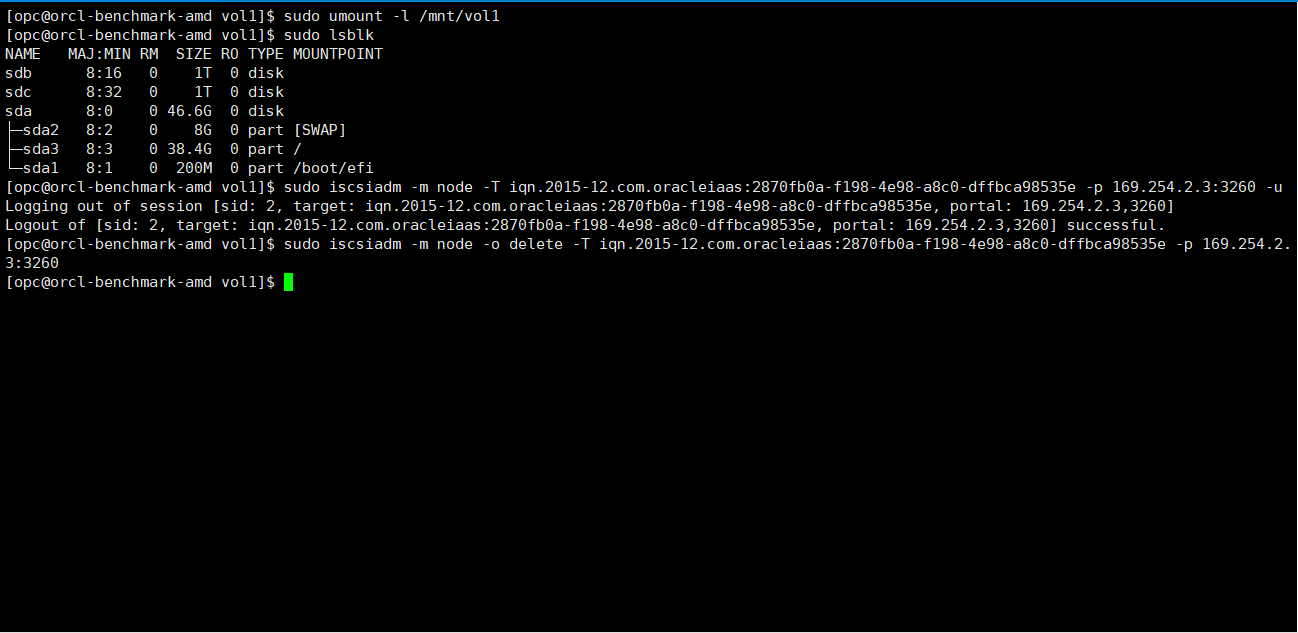 [opc@orcl-benchmark-amd vol1]$ sudo umount -l /mnt/vol1
[opc@orcl-benchmark-amd vol1]$ sudo lsblk
NAME   MAJ:MIN RM  SIZE RO TYPE MOUNTPOINT
sdb      8:16   0    1T  0 disk
sdc      8:32   0    1T  0 disk
sda      8:0    0 46.6G  0 disk
├─sda2   8:2    0    8G  0 part [SWAP]
├─sda3   8:3    0 38.4G  0 part /
└─sda1   8:1    0  200M  0 part /boot/efi
[opc@orcl-benchmark-amd vol1]$ sudo iscsiadm -m node -T iqn.2015-12.com.oracleiaas:2870fb0a-f198-4e98-a8c0-dffbca98535e -p 169.254.2.3:3260 -u
Logging out of session [sid: 2, target: iqn.2015-12.com.oracleiaas:2870fb0a-f198-4e98-a8c0-dffbca98535e, portal: 169.254.2.3,3260]
Logout of [sid: 2, target: iqn.2015-12.com.oracleiaas:2870fb0a-f198-4e98-a8c0-dffbca98535e, portal: 169.254.2.3,3260] successful.
[opc@orcl-benchmark-amd vol1]$ sudo iscsiadm -m node -o delete -T iqn.2015-12.com.oracleiaas:2870fb0a-f198-4e98-a8c0-dffbca98535e -p 169.254.2.
3:3260
[opc@orcl-benchmark-amd vol1]$